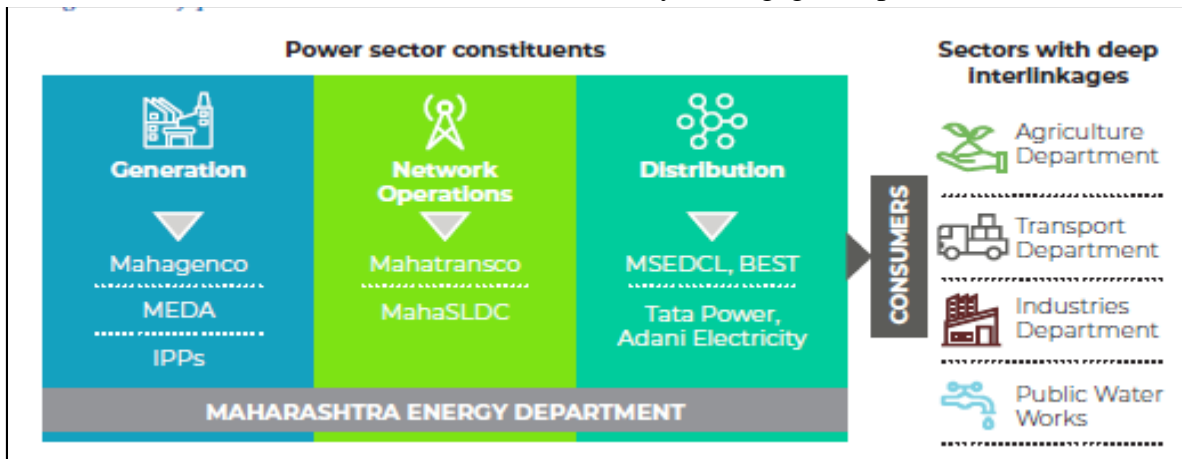 Power sector constituents
Sectors with deep
Interlinkages
Generation
Mahagenco
MEDA
IPPs
Network
Operations
Mahatransco
MahaSLDC
Distribution
MSEDCL, BEST
Tata Power,
Adani Electricity
MAHARASHTRA ENERGY DEPARTMENT
CONSUMERS
Agriculture
Department
Transport
Department
Industries
Department
Public Water
Works